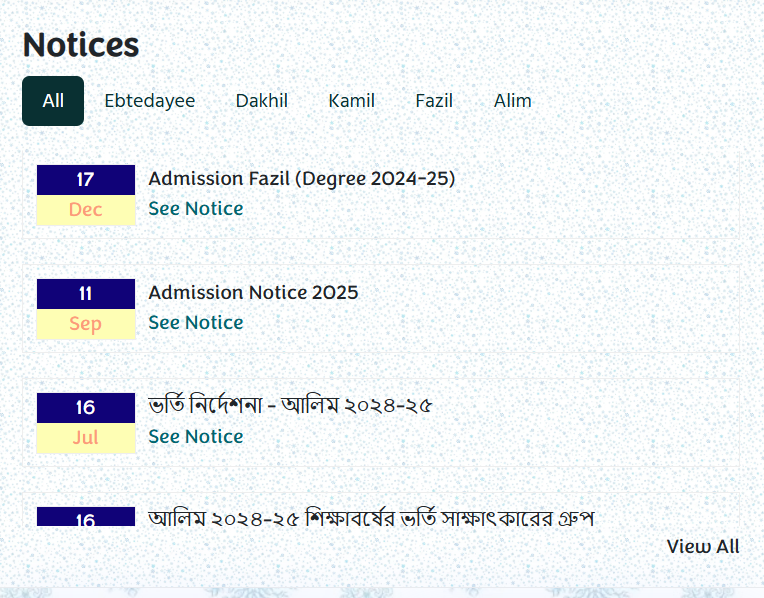 Notices
All Ebtedayee Dakhil Kamil Fazil Alim
17
Dec
Admission Fazil (Degree 2024-25)
See Notice
11
Sep
Admission Notice 2025
See Notice
16
Jul
ভর্তি নির্দেশনা - আলিম ২০২৪-২৫
See Notice
16
আলিম ২০২৪-২৫ শিক্ষাবর্ষের ভর্তি সাক্ষাৎকারের গ্রুপ
View All